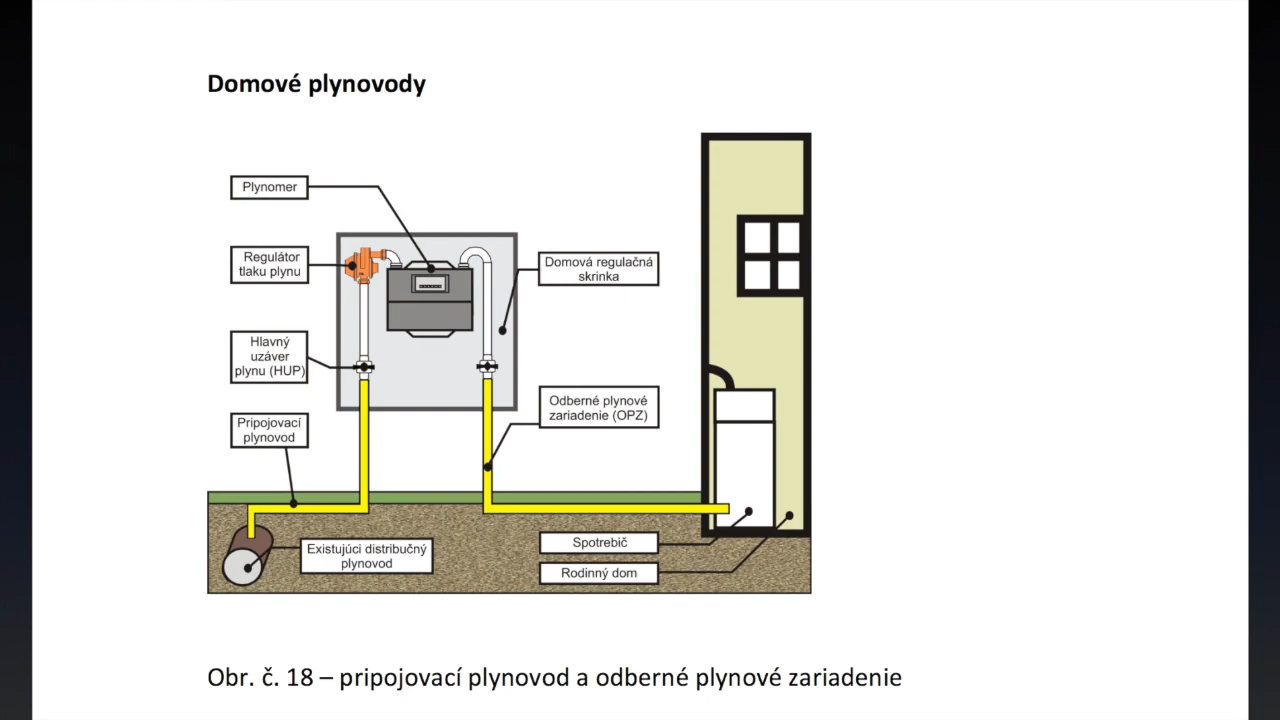 Domové plynovody
Plynomer
Regulátor
tlaku plynu
Domová regulačná
skrinka
Hlavný
uzáver
plynu (HUP)
Odberné plynové
zariadenie (OPZ)
Pripojovací
plynovod
Existujúci distribučný
plynovod
Spotrebič
Rodinný dom
Obr. č. 18 – pripojovací plynovod a odberné plynové zariadenie